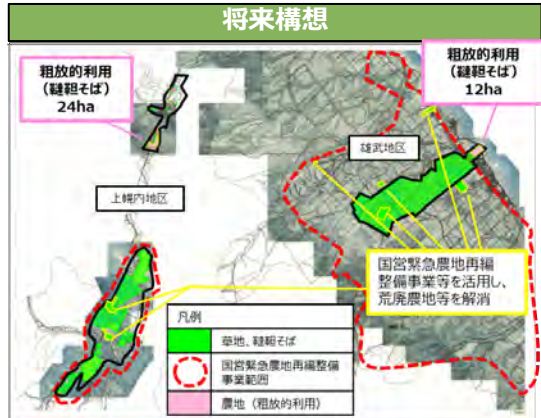 将来構想
粗放的利用
（韃靼そば）
24ha
粗放的利用
（韃靼そば）
12ha
雄武地区
上幌内地区
国営緊急農地再編
整備事業等を活用し、
荒廃農地等を解消
凡例
草地、韃靼そば
国営緊急農地再編整備
事業範囲
農地（粗放的利用）